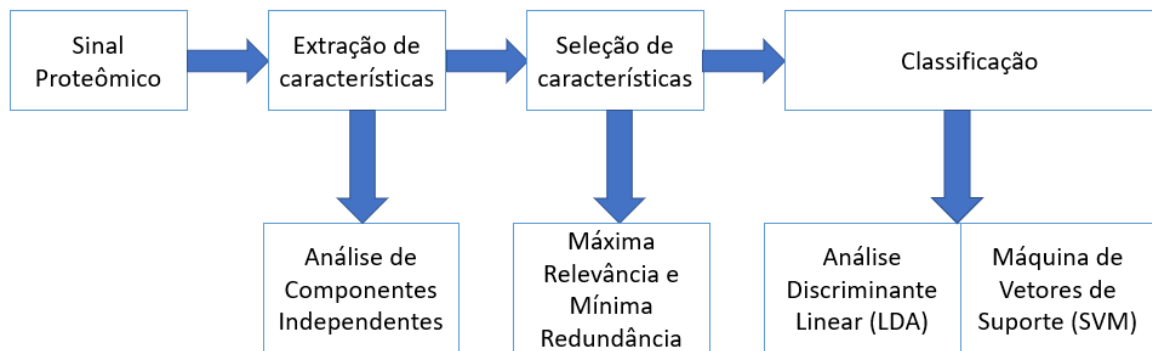 Sinal
Proteômico
Extração de
características
Seleção de
características
Classificação
Análise de
Componentes
Independentes
Máxima
Relevância e
Mínima
Redundância
Análise
Discriminante
Linear (LDA)
Máquina de
Vetores de
Suporte (SVM)